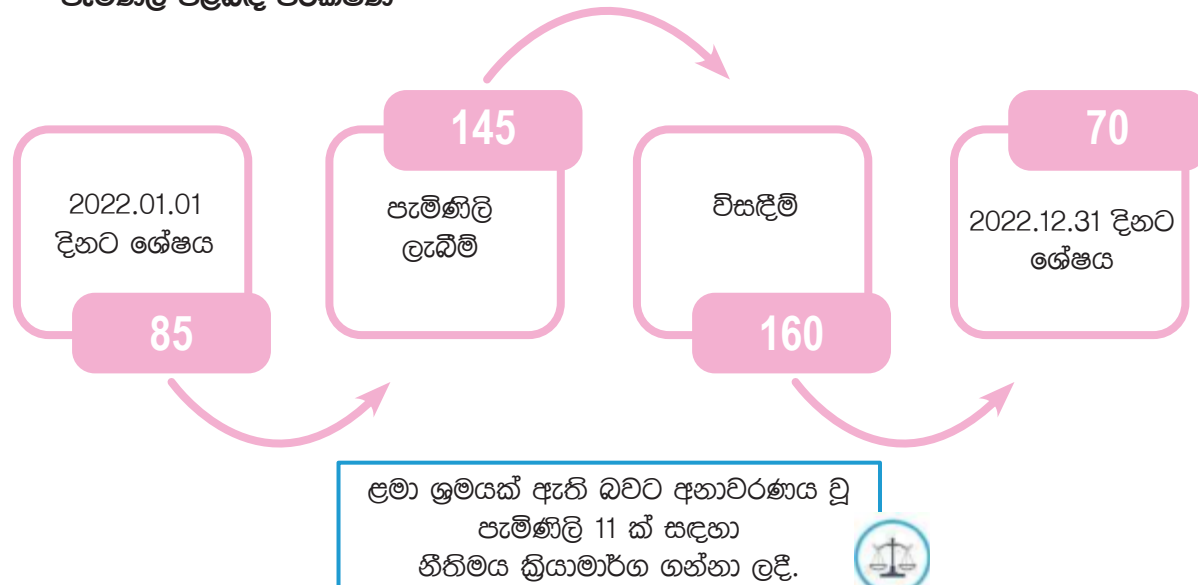 145
70
2022.01.01
දිනට ශේෂය
පැමිණිලි
ලැබීම්
විසඳීම්
2022.12.31 දිනට
ශේෂය
85
160
ළමා ශ්‍රමයක් ඇති බවට අනාවරණය වූ
පැමිණිලි 11 ක් සඳහා
නීතිමය ක්‍රියාමාර්ග ගන්නා ලදී.